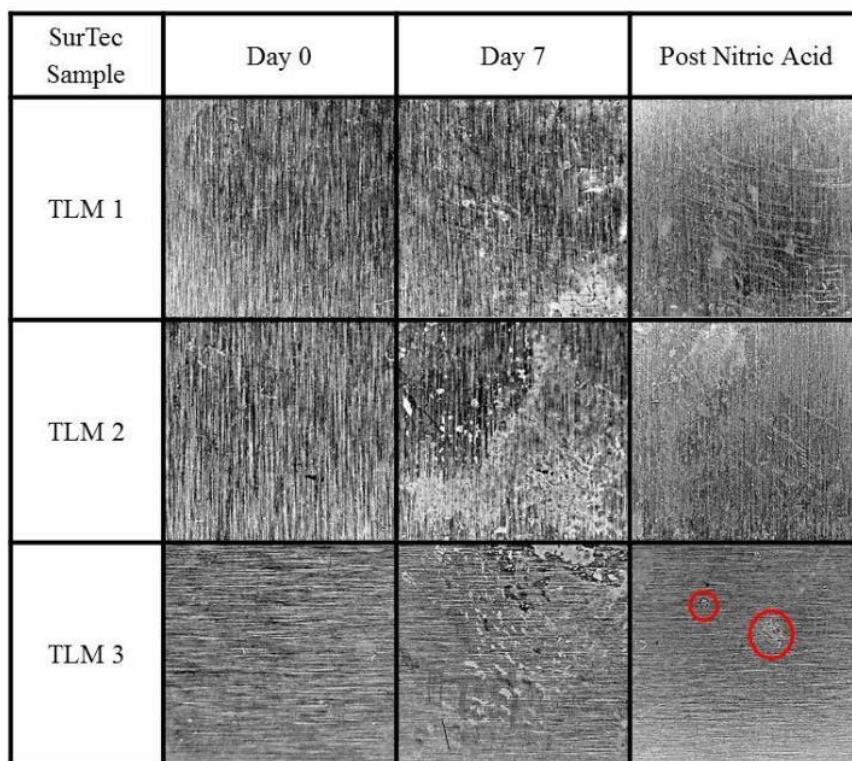 SurTec
Sample
Day 0
Day 7
Post Nitric Acid
TLM 1
TLM 2
TLM 3